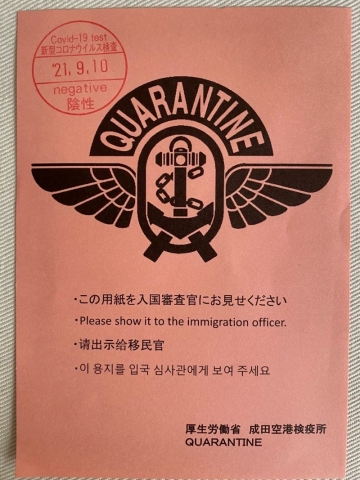 Covid-19 test
新型コロナウイルス検査
'21.9.10
negative
陰性
QUARANTINE
・この用紙を入国審査官にお見せください
・Please show it to the immigration officer.
・请出示给移民官
・이 용지를 입국 심사관에게 보여 주세요
厚生労働省 成田空港検疫所
QUARANTINE